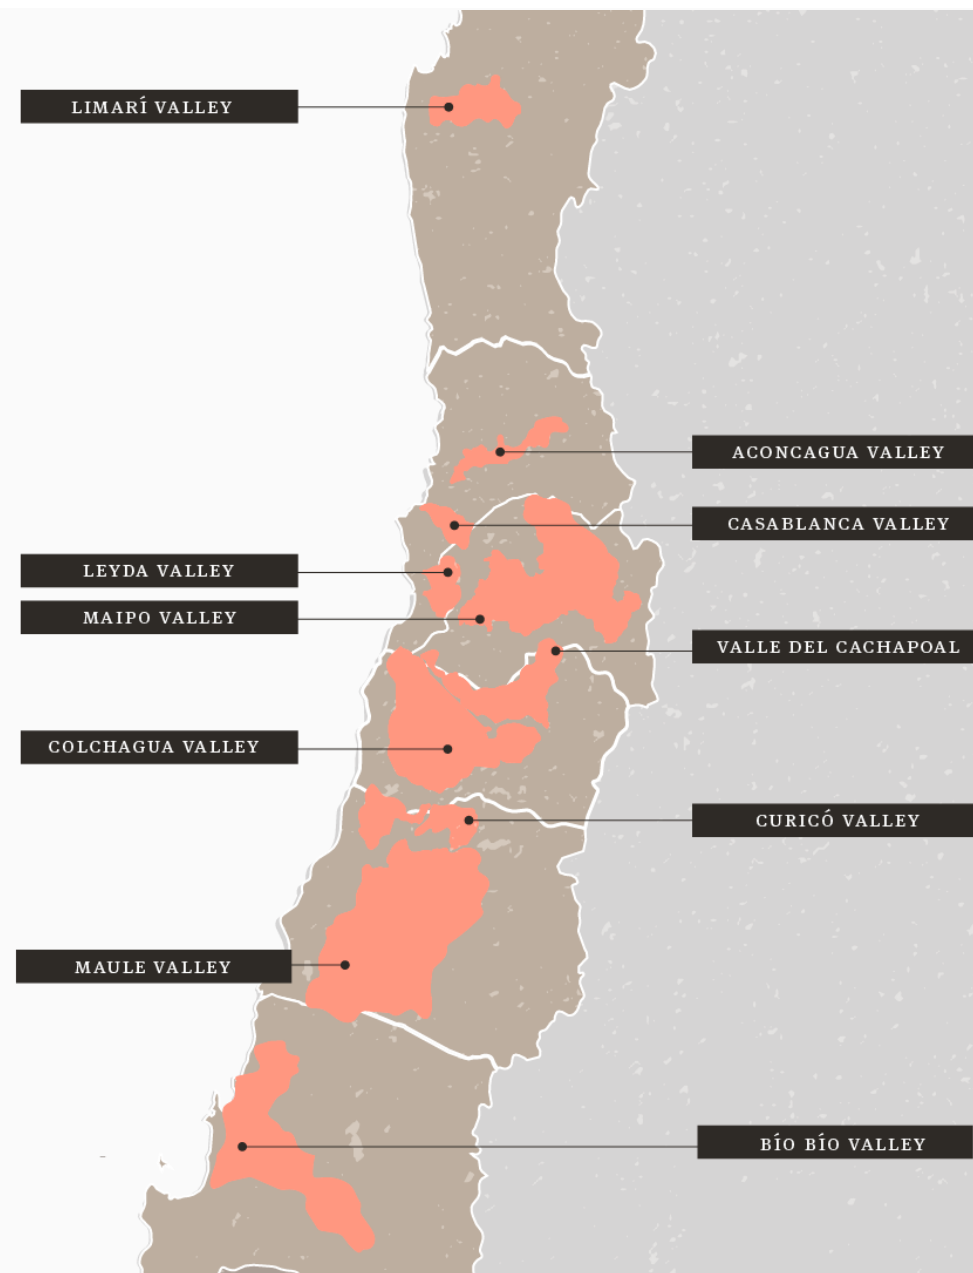 LIMARÍ VALLEY
ACONCAGUA VALLEY
CASABLANCA VALLEY
LEYDA VALLEY
MAIPO VALLEY
VALLE DEL CACHAPOAL
COLCHAGUA VALLEY
CURICÓ VALLEY
MAULE VALLEY
BÍO BÍO VALLEY